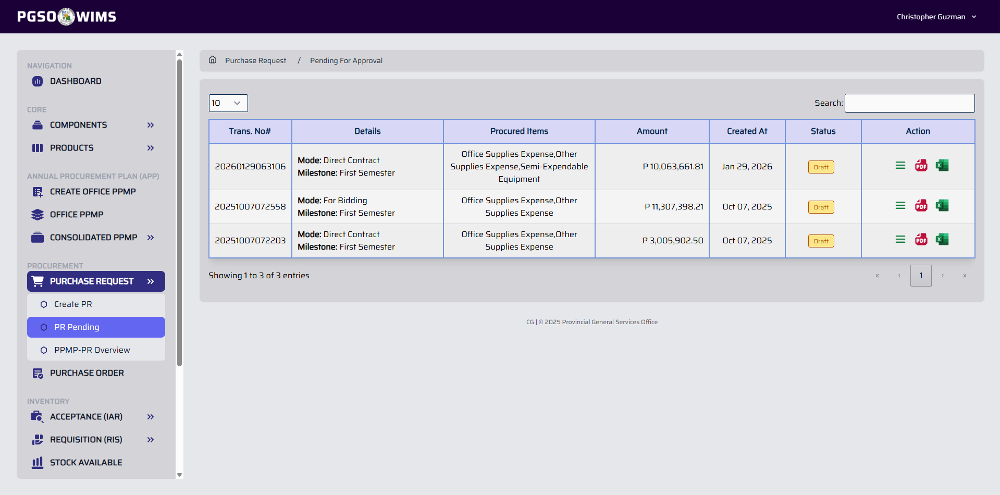 PGSO WIMS
Christopher Guzman
NAVIGATION
DASHBOARD
CORE
COMPONENTS
PRODUCTS
ANNUAL PROCUREMENT PLAN (APP)
CREATE OFFICE PPMP
OFFICE PPMP
CONSOLIDATED PPMP
PROCUREMENT
PURCHASE REQUEST
Create PR
PR Pending
PPMP-PR Overview
PURCHASE ORDER
INVENTORY
ACCEPTANCE (IAR)
REQUISITION (RIS)
STOCK AVAILABLE
Purchase Request / Pending For Approval
10
Search:
Trans. No# Details Procured Items Amount Created At Status Action
20260129063106
Mode: Direct Contract
Milestone: First Semester
Office Supplies Expense,Other
Supplies Expense,Semi-Expendable
Equipment
₱ 10,063,661.81
Jan 29, 2026
Draft
PDF
X
20251007072558
Mode: For Bidding
Milestone: First Semester
Office Supplies Expense,Other
Supplies Expense
₱ 11,307,398.21
Oct 07, 2025
Draft
PDF
X
20251007072203
Mode: Direct Contract
Milestone: First Semester
Office Supplies Expense,Other
Supplies Expense
₱ 3,005,902.50
Oct 07, 2025
Draft
PDF
X
Showing 1 to 3 of 3 entries
« ‹ 1 › »
CG | © 2025 Provincial General Services Office